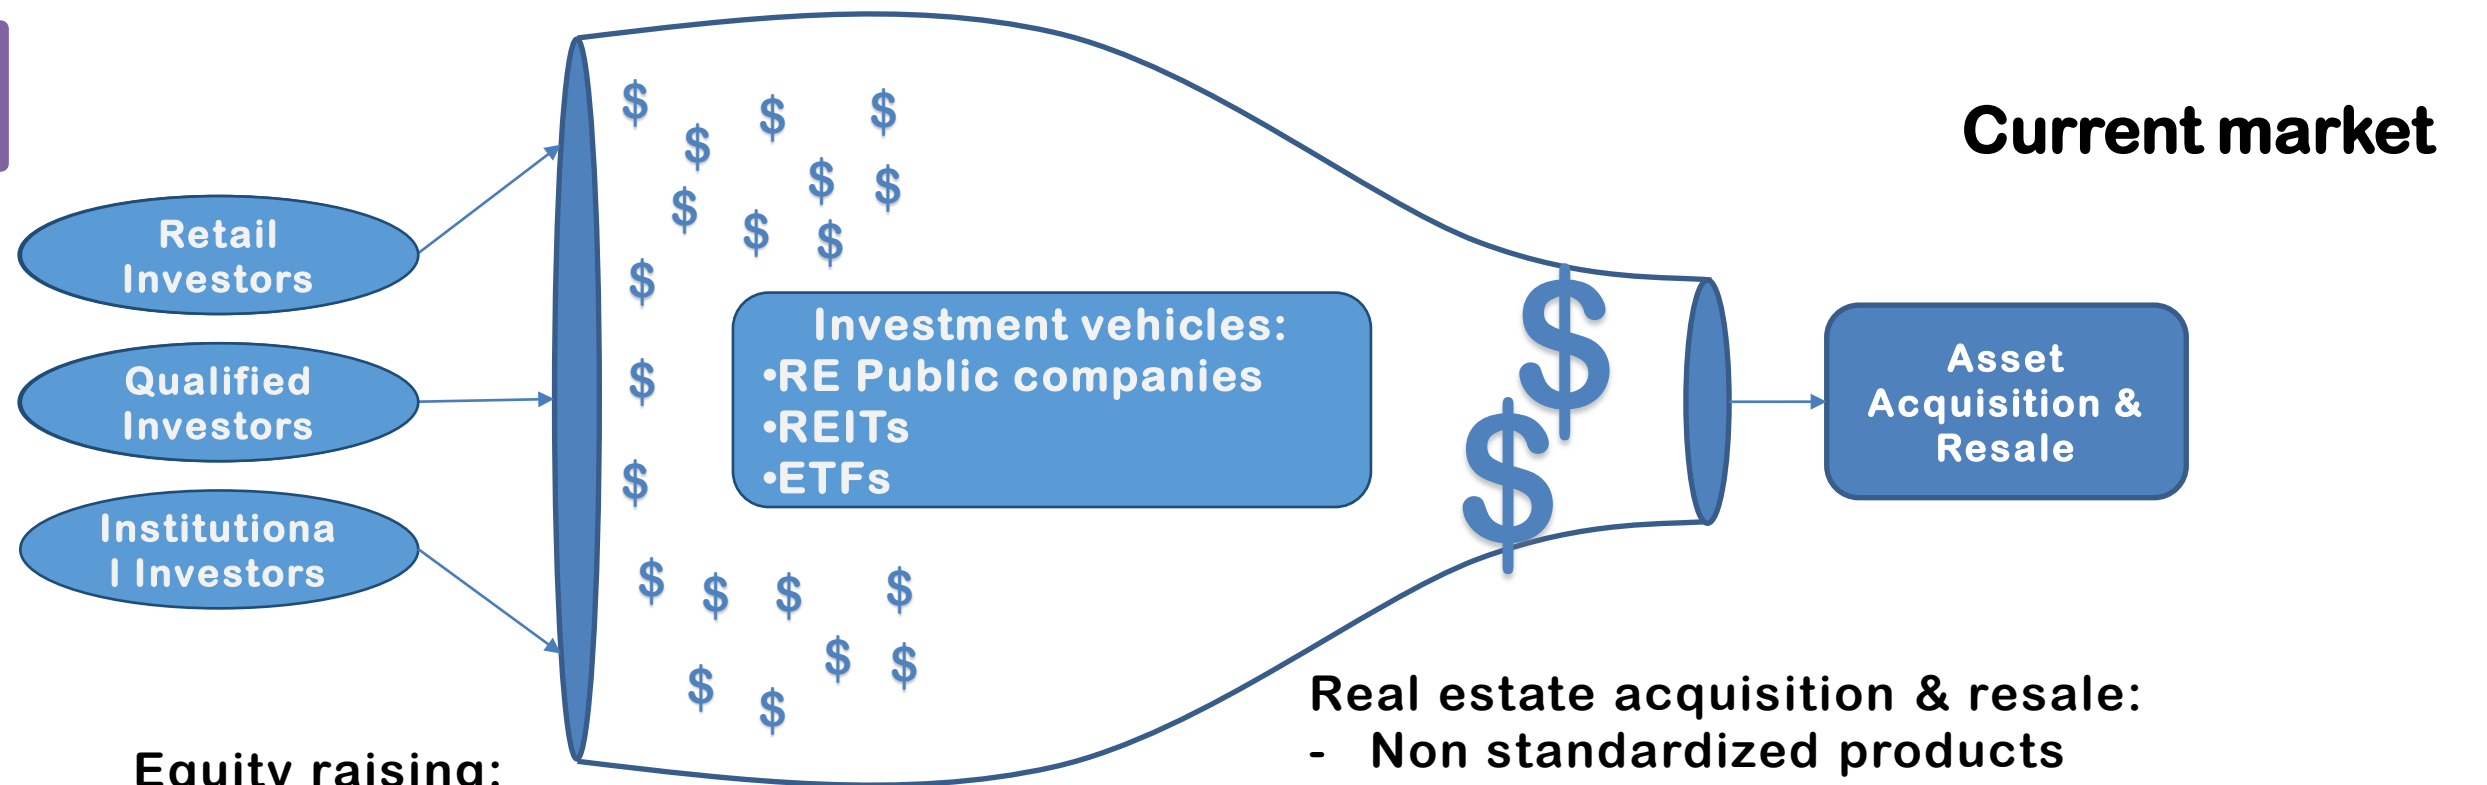 Current market
Retail
Investors
Qualified
Investors
Institutiona
l Investors
$ $ $ $ $ $ $ $ $ $ $ $ $ $ $ $ $ $ $ $ $
Investment vehicles:
•RE Public companies
•REITs
•ETFs
$
$
Asset
Acquisition &
Resale
Real estate acquisition & resale:
- Non standardized products
Equity raising: